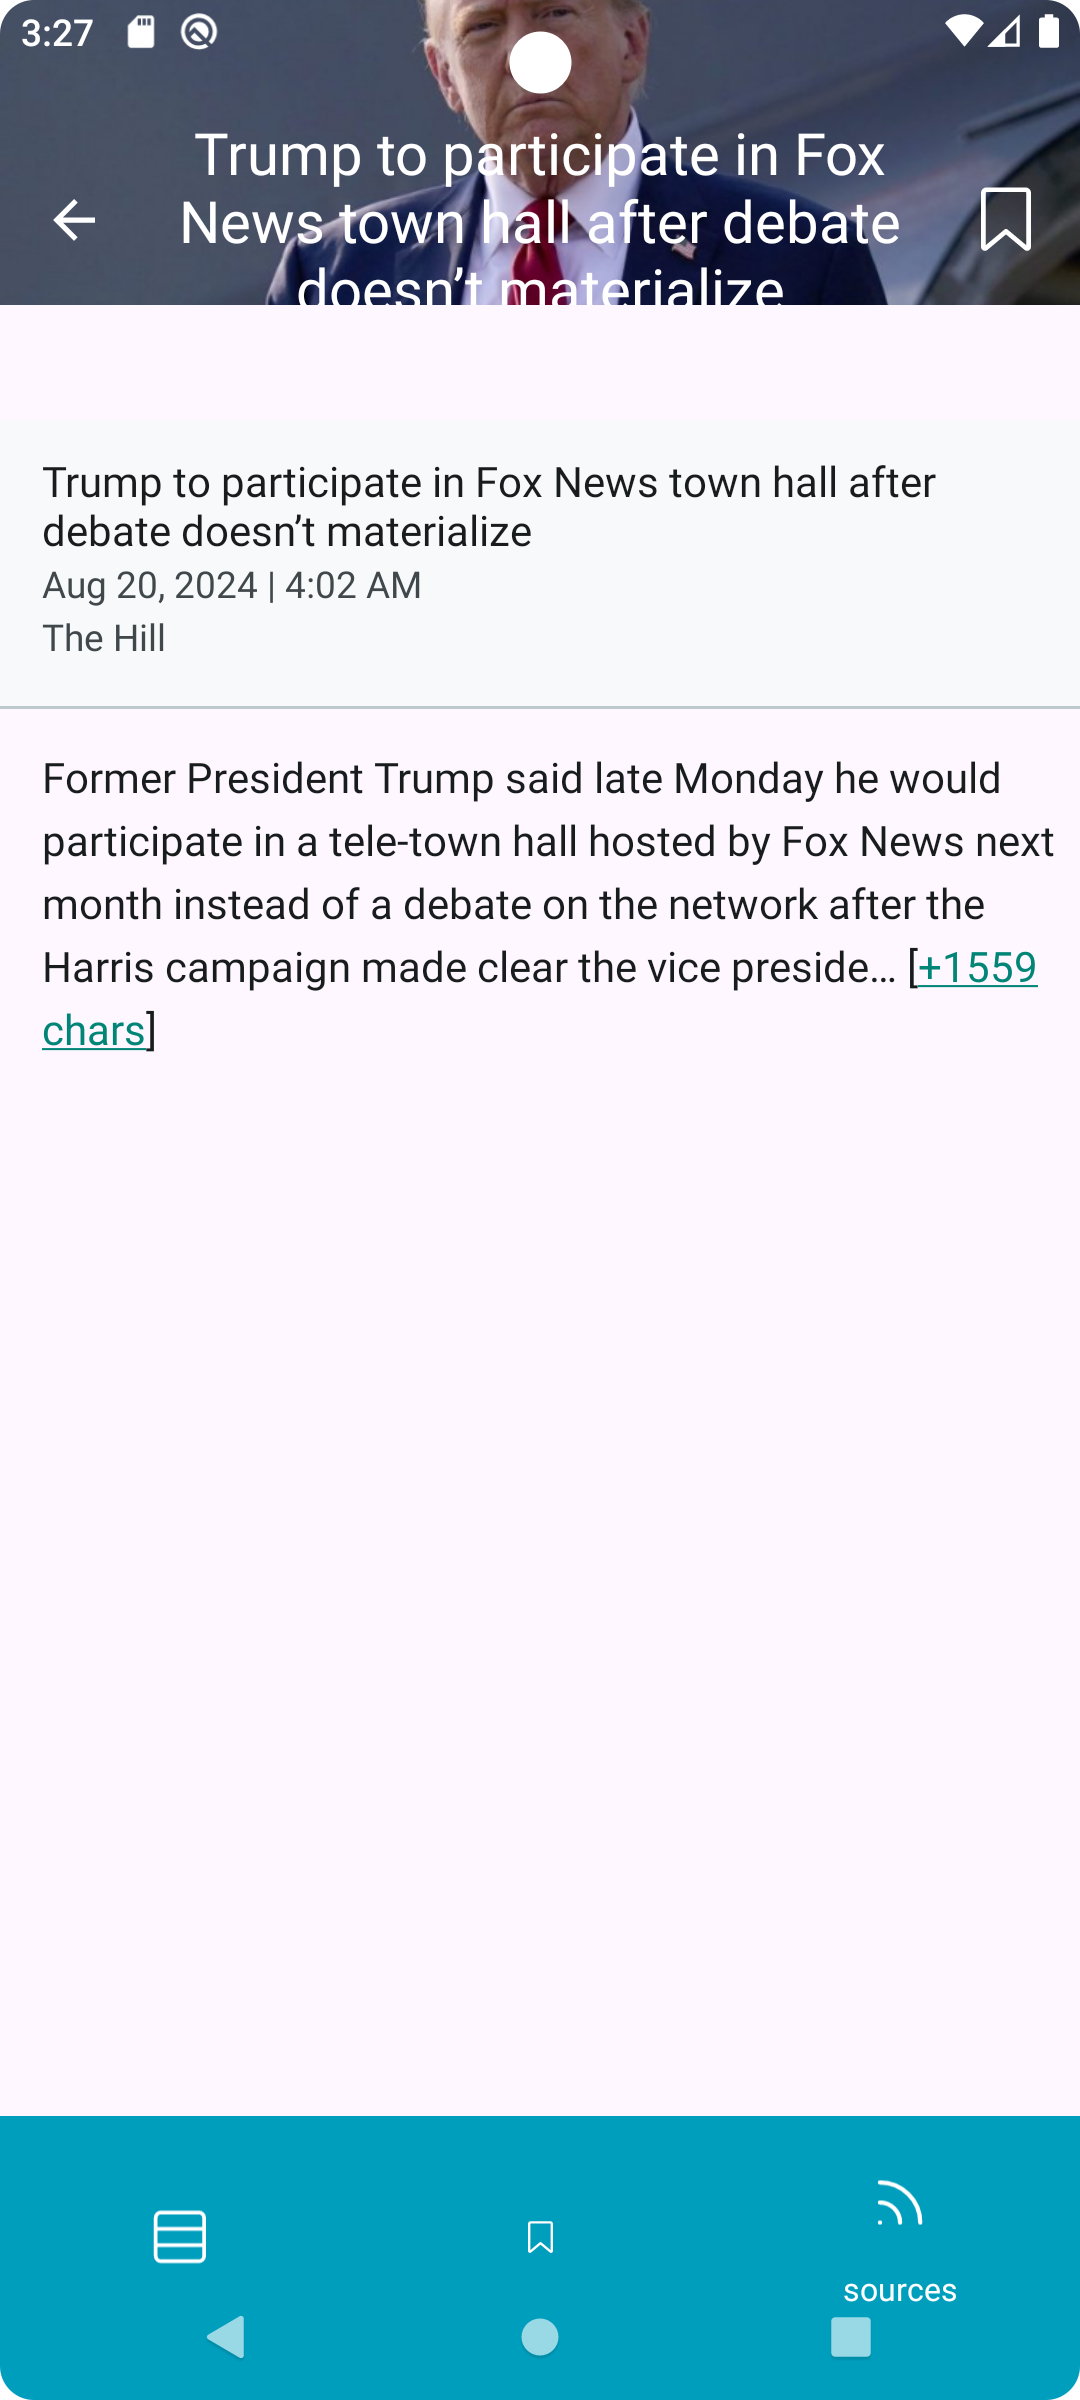 3:27
Trump to participate in Fox
News town hall after debate
doesn’t materialize
Trump to participate in Fox News town hall after
debate doesn’t materialize
Aug 20, 2024 | 4:02 AM
The Hill
Former President Trump said late Monday he would
participate in a tele-town hall hosted by Fox News next
month instead of a debate on the network after the
Harris campaign made clear the vice preside… [+1559
chars]
sources